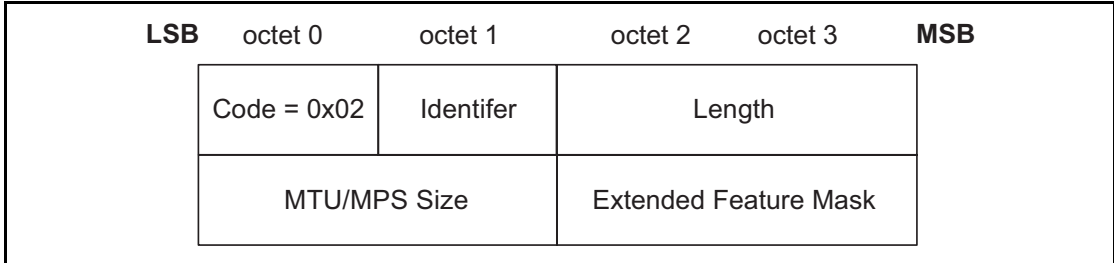 LSB octet 0 octet 1 octet 2 octet 3 MSB
Code = 0x02 Identifer Length
MTU/MPS Size Extended Feature Mask